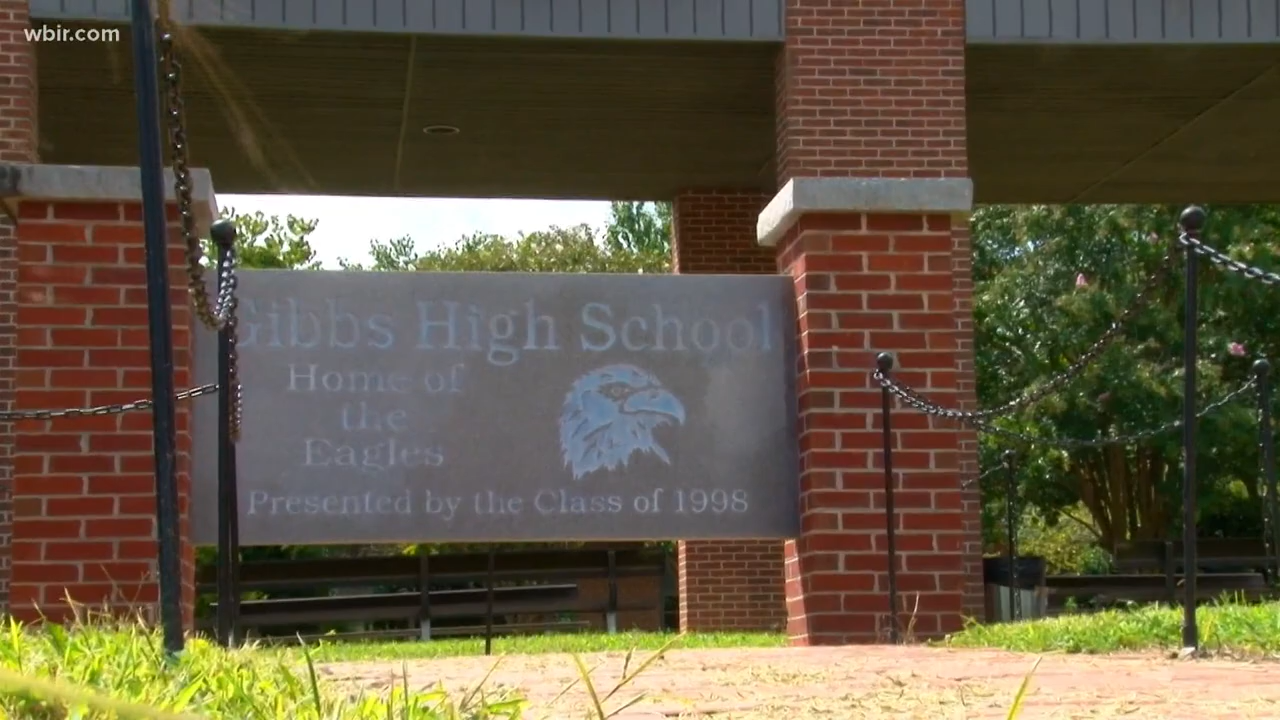 wbir.com
Gibbs High School
Home of
the
Eagles
Presented by the Class of 1998